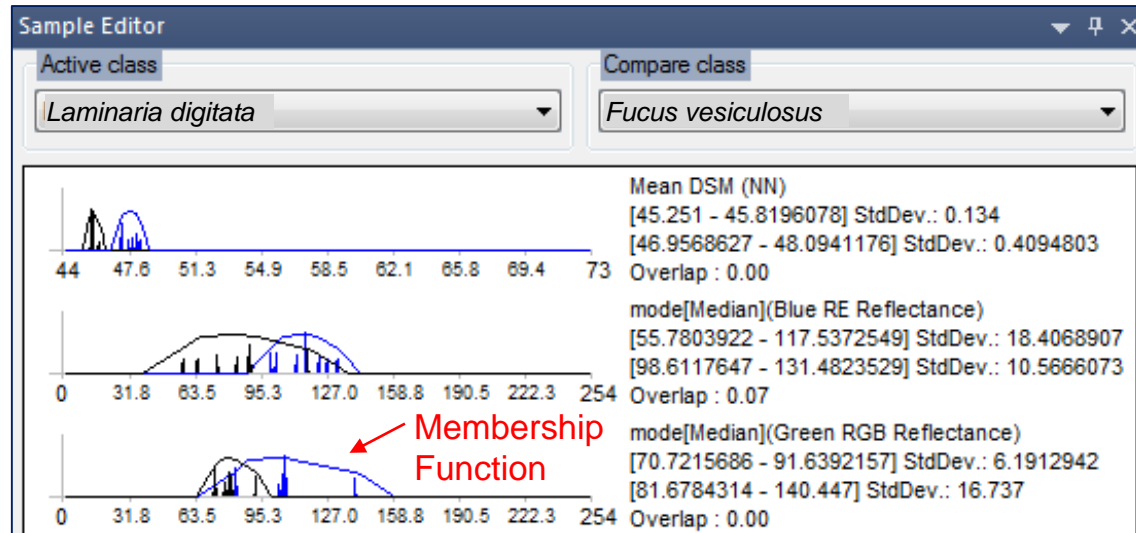 Sample Editor
Active class
Compare class
Laminaria digitata
Fucus vesiculosus
Mean DSM (NN)
[45.251 - 45.8196078] StdDev.: 0.134
[46.9568627 - 48.0941176] StdDev.: 0.4094803
Overlap : 0.00
44 47.6 51.3 54.9 58.5 62.1 65.8 69.4 73
mode[Median](Blue RE Reflectance)
[55.7803922 - 117.5372549] StdDev.: 18.4068907
[98.6117647 - 131.4823529] StdDev.: 10.5666073
Overlap : 0.07
0 31.8 63.5 95.3 127.0 158.8 190.5 222.3 254
Membership
Function
mode[Median](Green RGB Reflectance)
[70.7215686 - 91.6392157] StdDev.: 6.1912942
[81.6784314 - 140.447] StdDev.: 16.737
Overlap : 0.00
0 31.8 63.5 95.3 127.0 158.8 190.5 222.3 254